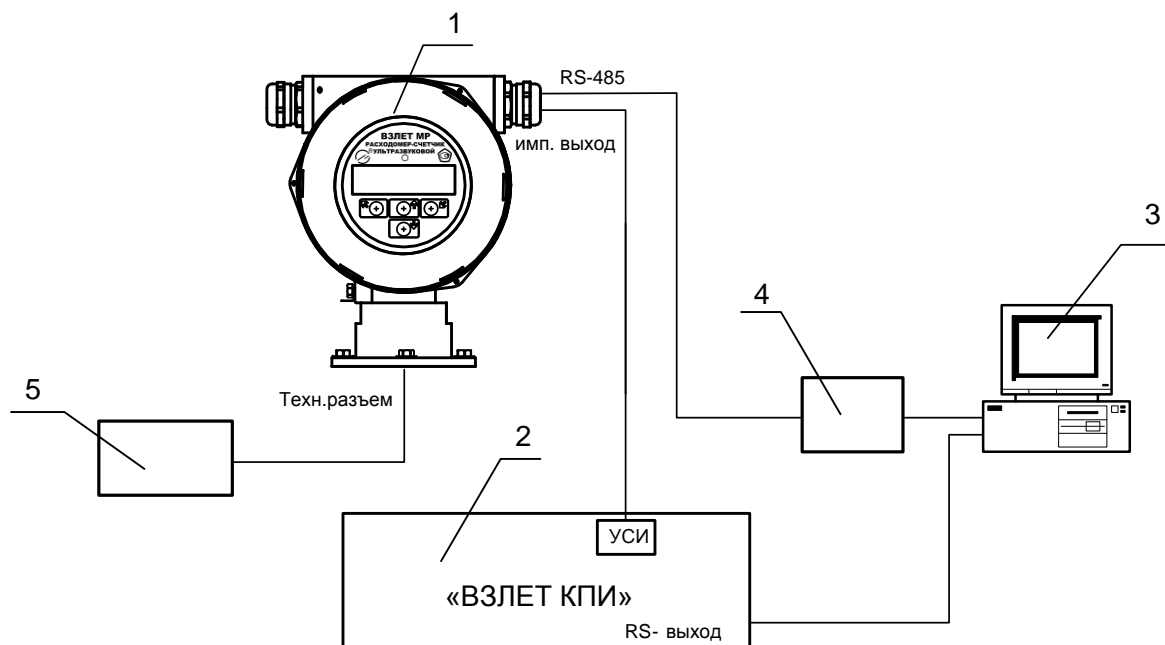 1
RS-485
ВЗЛЕТ МР
РАСХОДОМЕР-СЧЕТЧИК
УЛЬТРАЗВУКОВОЙ
имп. выход
3
4
5
Техн.разъем
2
УСИ
«ВЗЛЕТ КПИ»
RS- выход